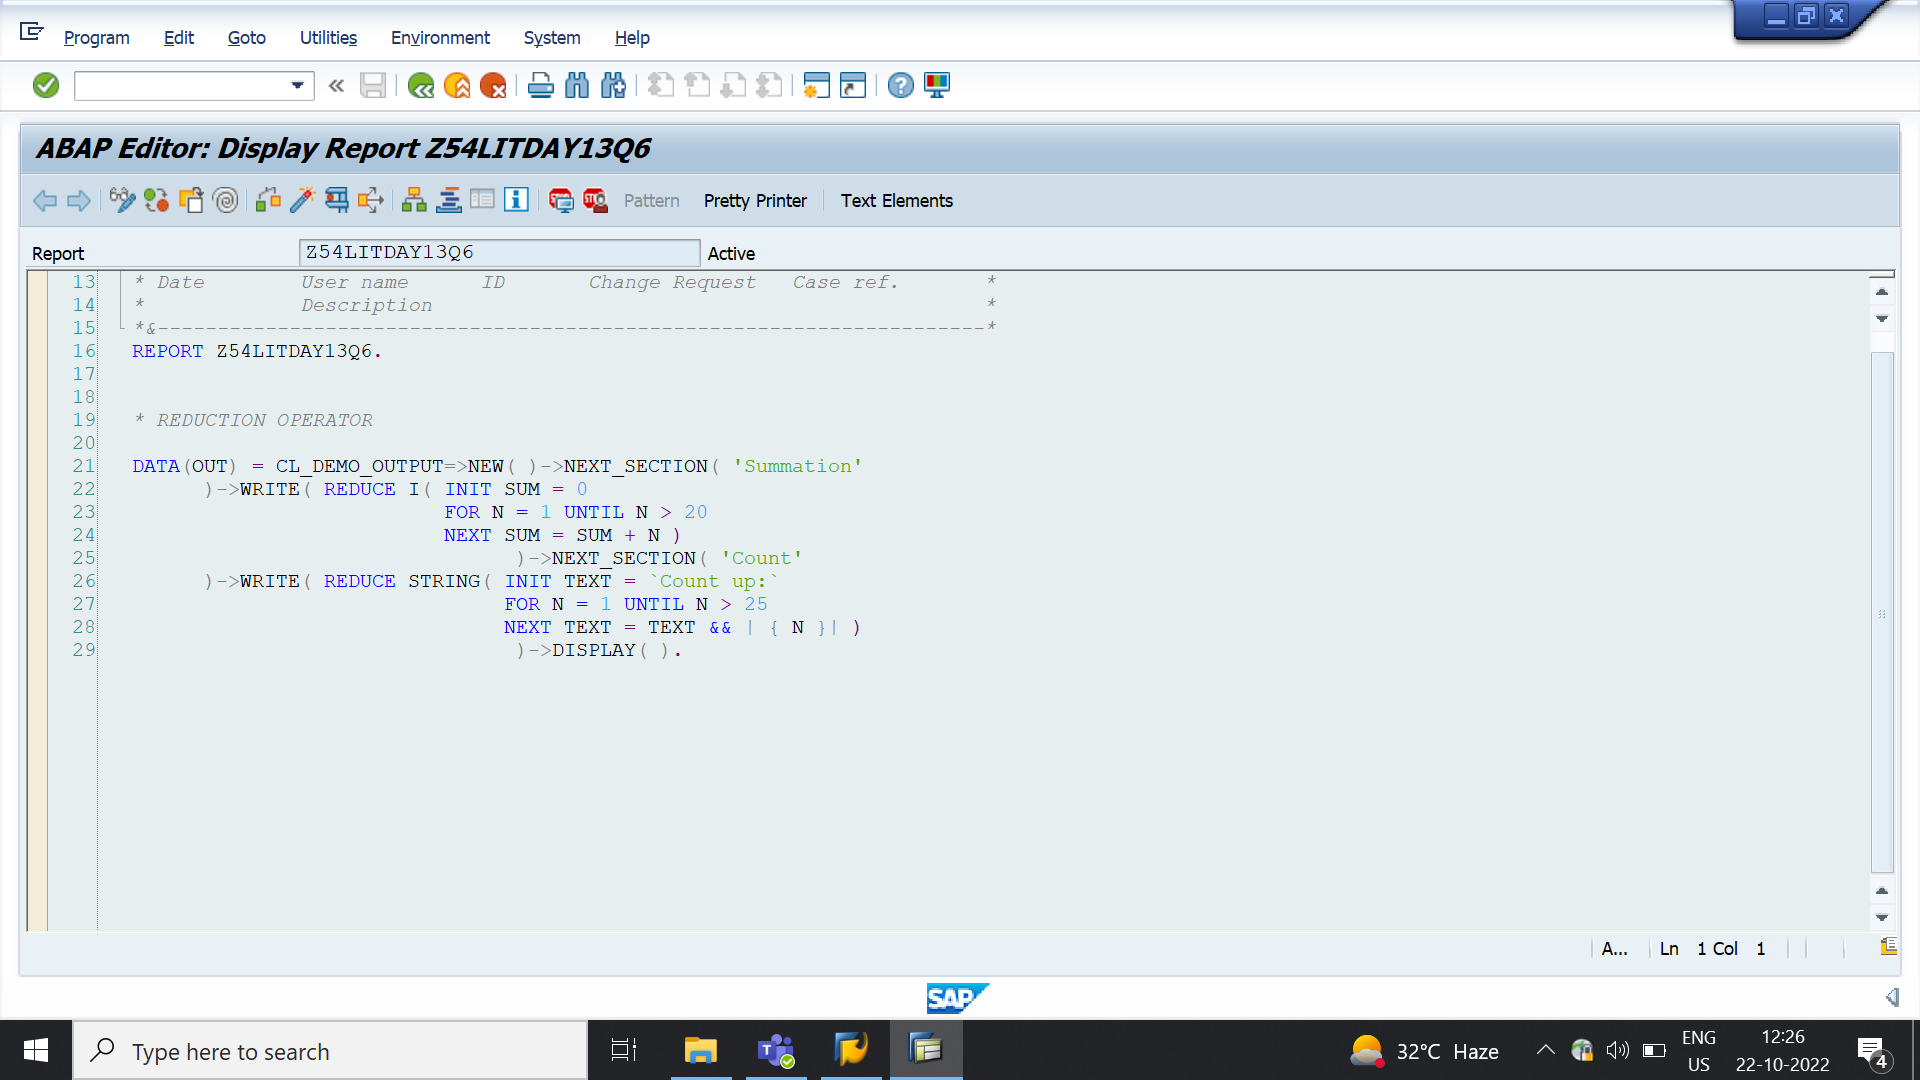 Program Edit Goto Utilities Environment System Help
ABAP Editor: Display Report Z54LITDAY13Q6
Pattern Pretty Printer Text Elements
Report Z54LITDAY13Q6 Active
13 * Date User name ID Change Request Case ref. *
14 * Description *
15 *&---------------------------------------------------------------------*
16 REPORT Z54LITDAY13Q6.
17
18
19 * REDUCTION OPERATOR
20
21 DATA(OUT) = CL_DEMO_OUTPUT=>NEW( )->NEXT_SECTION( 'Summation'
22 )->WRITE( REDUCE I( INIT SUM = 0
23 FOR N = 1 UNTIL N > 20
24 NEXT SUM = SUM + N )
25 )->NEXT_SECTION( 'Count'
26 )->WRITE( REDUCE STRING( INIT TEXT = `Count up:`
27 FOR N = 1 UNTIL N > 25
28 NEXT TEXT = TEXT && | { N }| )
29 )->DISPLAY( ).
A... Ln 1 Col 1
SAP
Type here to search
32°C Haze
ENG
US
12:26
22-10-2022
4